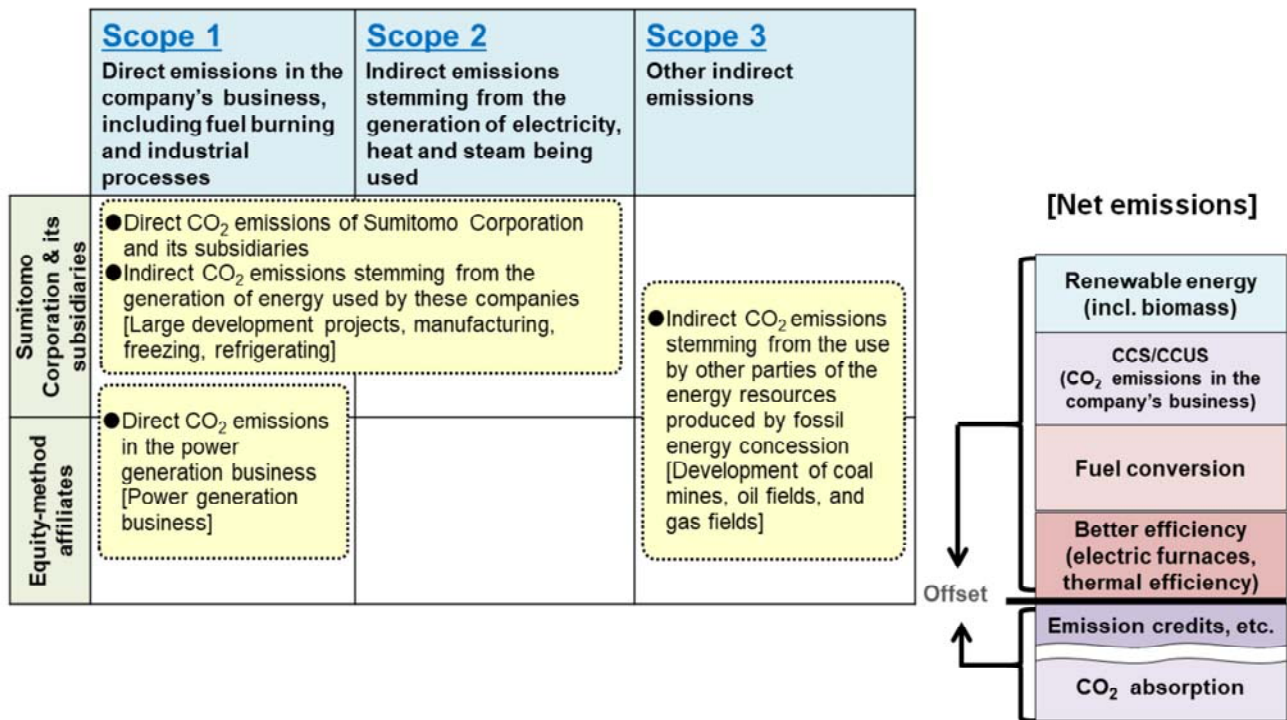 Scope 1
Direct emissions in the
company's business,
including fuel burning
and industrial
processes
Scope 2
Indirect emissions
stemming from the
generation of electricity,
heat and steam being
used
Scope 3
Other indirect
emissions
Sumitomo
Corporation & its
subsidiaries
●Direct CO₂ emissions of Sumitomo Corporation
and its subsidiaries
●Indirect CO₂ emissions stemming from the
generation of energy used by these companies
[Large development projects, manufacturing,
freezing, refrigerating]
●Indirect CO₂ emissions
stemming from the use
by other parties of the
energy resources
produced by fossil
energy concession
[Development of coal
mines, oil fields, and
gas fields]
Equity-method
affiliates
●Direct CO₂ emissions
in the power
generation business
[Power generation
business]
[Net emissions]
Renewable energy
(incl. biomass)
CCS/CCUS
(CO₂ emissions in the
company's business)
Fuel conversion
Better efficiency
(electric furnaces,
thermal efficiency)
Offset
Emission credits, etc.
CO₂ absorption